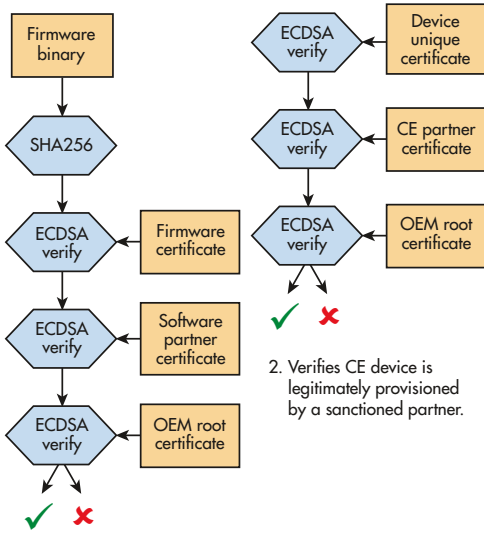 Firmware
binary
SHA256
ECDSA
verify
Firmware
certificate
ECDSA
verify
Software
partner
certificate
ECDSA
verify
OEM root
certificate
ECDSA
verify
Device
unique
certificate
ECDSA
verify
CE partner
certificate
ECDSA
verify
OEM root
certificate
2. Verifies CE device is
legitimately provisioned
by a sanctioned partner.